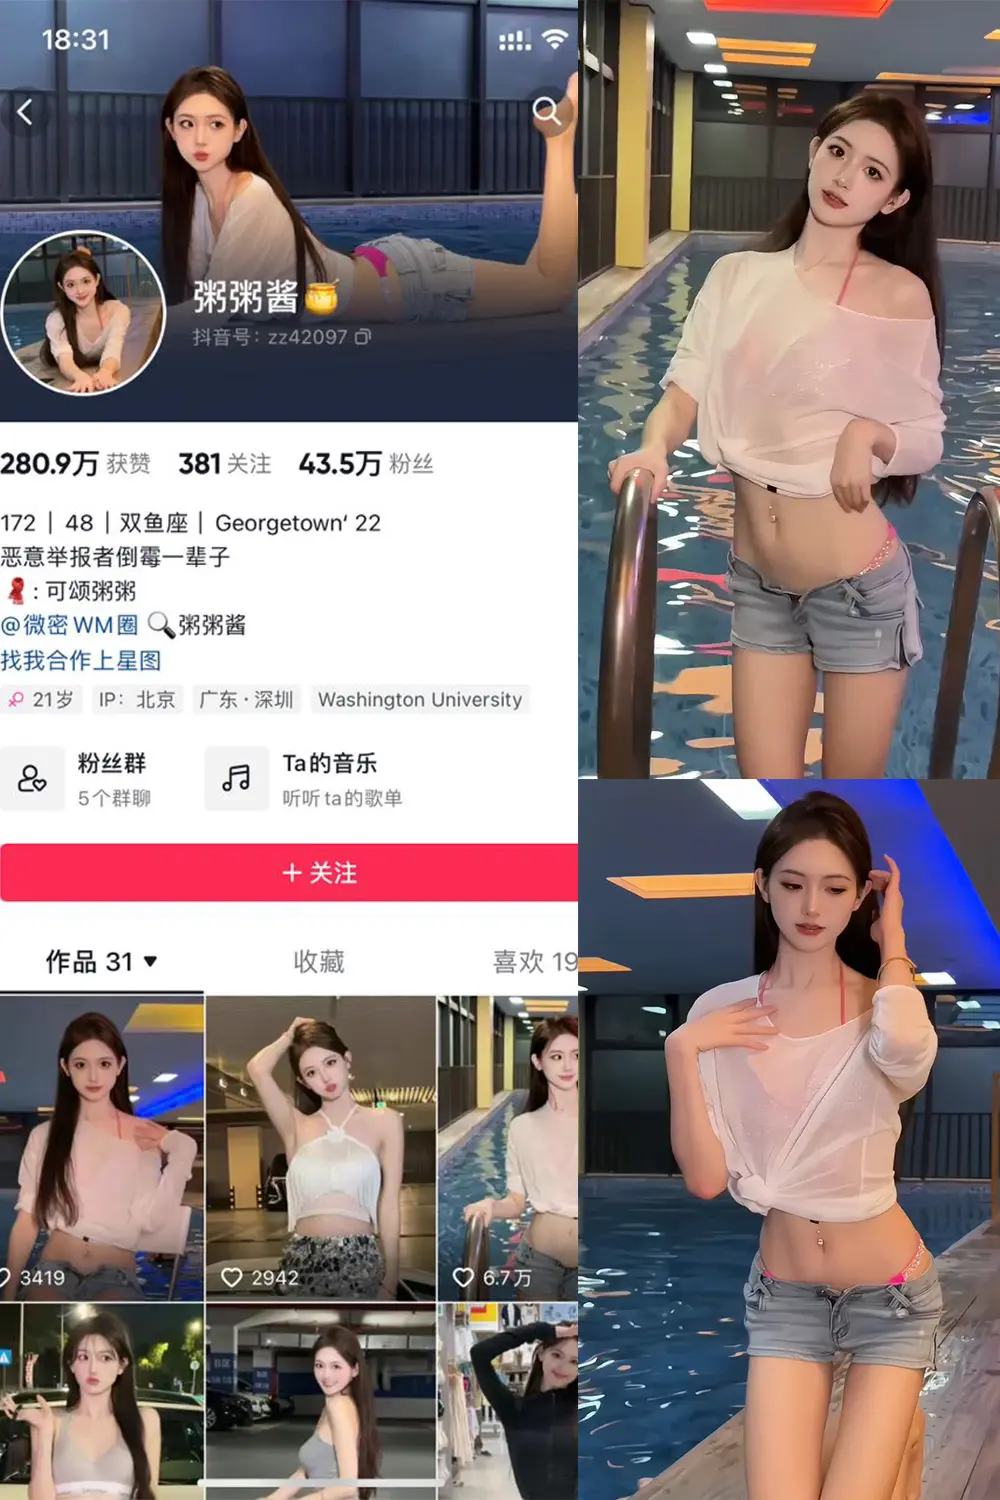 18:31
粥粥酱🍯
抖音号：zz42097
280.9万 获赞 381 关注 43.5万 粉丝
172 | 48 | 双鱼座 | Georgetown‘ 22
恶意举报者倒霉一辈子
🧣: 可颂粥粥
@微密WM圈 🔍粥粥酱
找我合作上星图
21岁 IP：北京 广东·深圳 Washington University
粉丝群 Ta的音乐
5个群聊 听听ta的歌单
+ 关注
作品 31 ▼ 收藏 喜欢 19
3419 2942 6.7万